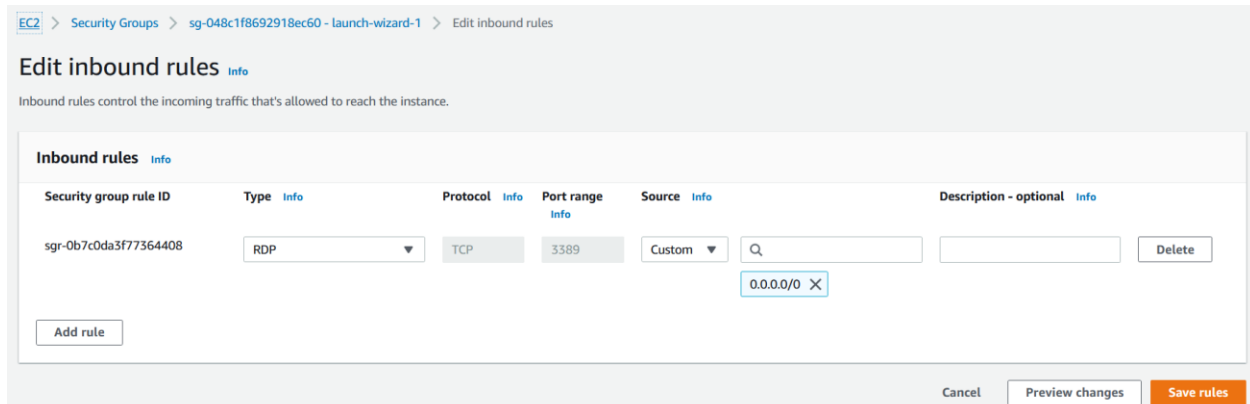 EC2 > Security Groups > sg-048c1f8692918ec60 - launch-wizard-1 > Edit inbound rules
Edit inbound rules Info
Inbound rules control the incoming traffic that's allowed to reach the instance.
Inbound rules Info
Security group rule ID Type Info Protocol Info Port range Info Source Info Description - optional Info
sgr-0b7c0da3f77364408 RDP TCP 3389 Custom Delete
0.0.0.0/0
Add rule
Cancel Preview changes Save rules